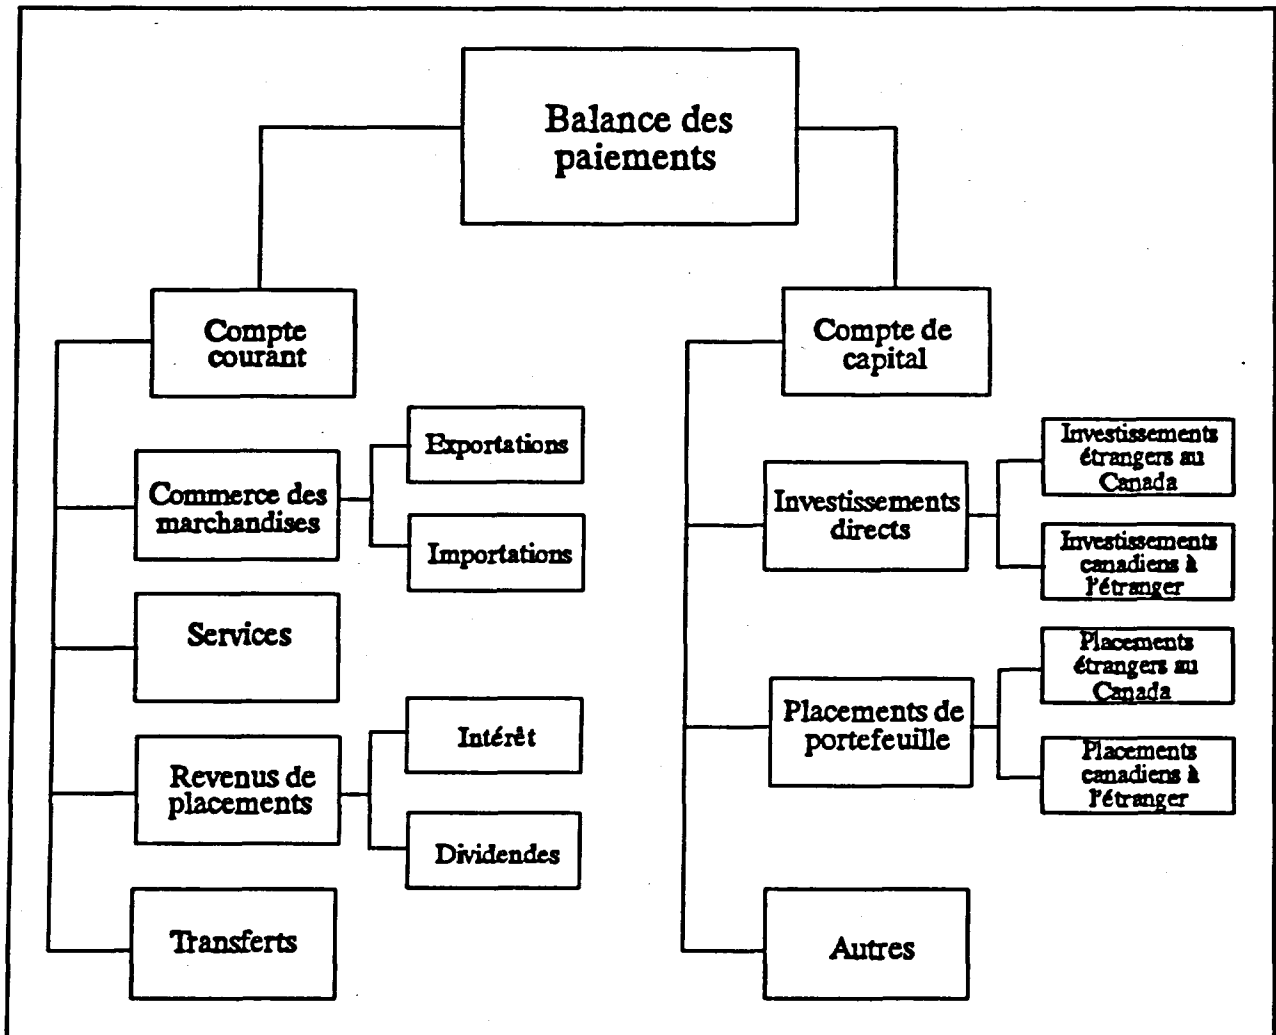 Balance des
paiements
Compte
courant
Commerce des
marchandises
Exportations
Importations
Services
Revenus de
placements
Intérêt
Dividendes
Transferts
Compte de
capital
Investissements
directs
Investissements
étrangers au
Canada
Investissements
canadiens à
l'étranger
Placements de
portefeuille
Placements
étrangers au
Canada
Placements
canadiens à
l'étranger
Autres